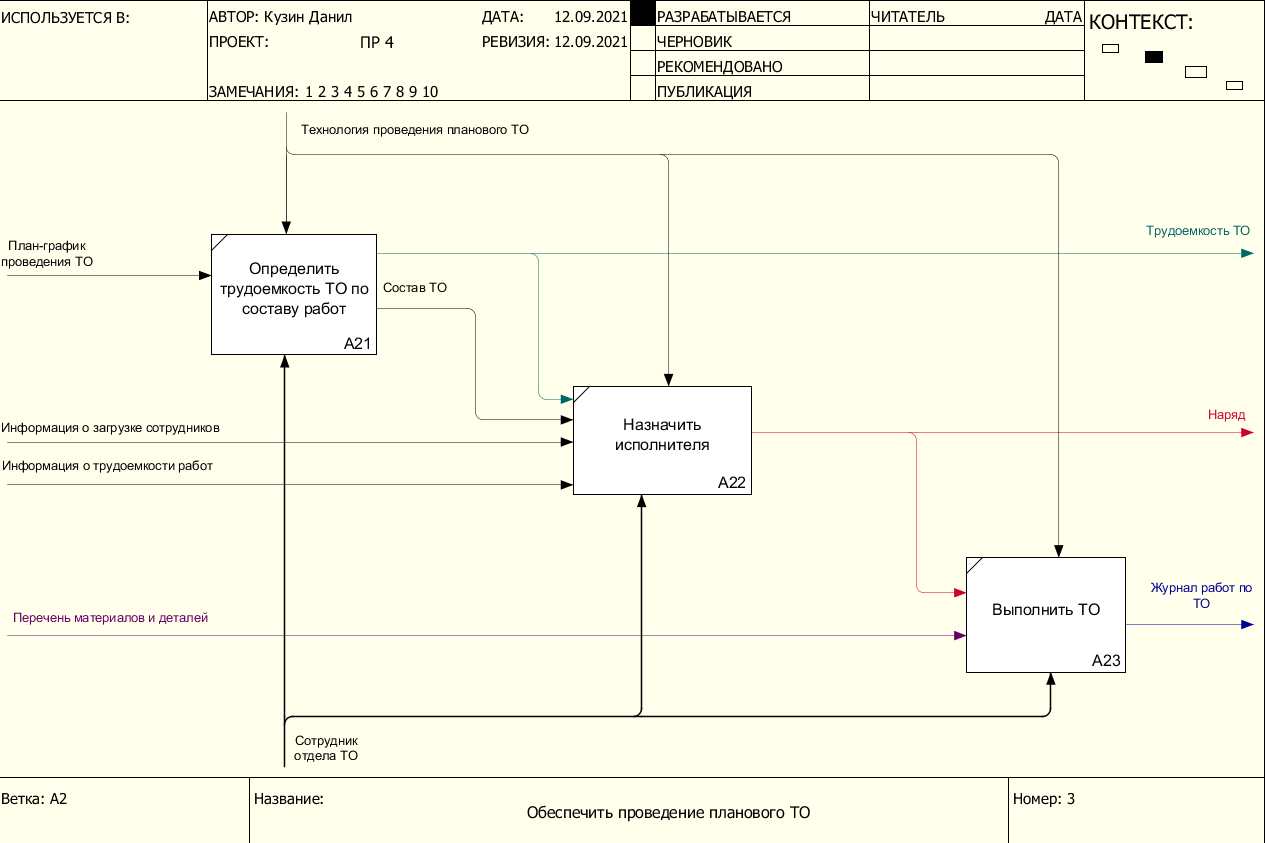 ИСПОЛЬЗУЕТСЯ В:
АВТОР: Кузин Данил
ДАТА: 12.09.2021
ПРОЕКТ: ПР 4
РЕВИЗИЯ: 12.09.2021
ЗАМЕЧАНИЯ: 1 2 3 4 5 6 7 8 9 10
РАЗРАБАТЫВАЕТСЯ
ЧЕРНОВИК
РЕКОМЕНДОВАНО
ПУБЛИКАЦИЯ
ЧИТАТЕЛЬ
ДАТА
КОНТЕКСТ:
Технология проведения планового ТО
План-график
проведения ТО
Определить
трудоемкость ТО по
составу работ
A21
Трудоемкость ТО
Состав ТО
Информация о загрузке сотрудников
Информация о трудоемкости работ
Назначить
исполнителя
A22
Наряд
Перечень материалов и деталей
Выполнить ТО
A23
Журнал работ по
ТО
Сотрудник
отдела ТО
Ветка: A2
Название:
Обеспечить проведение планового ТО
Номер: 3